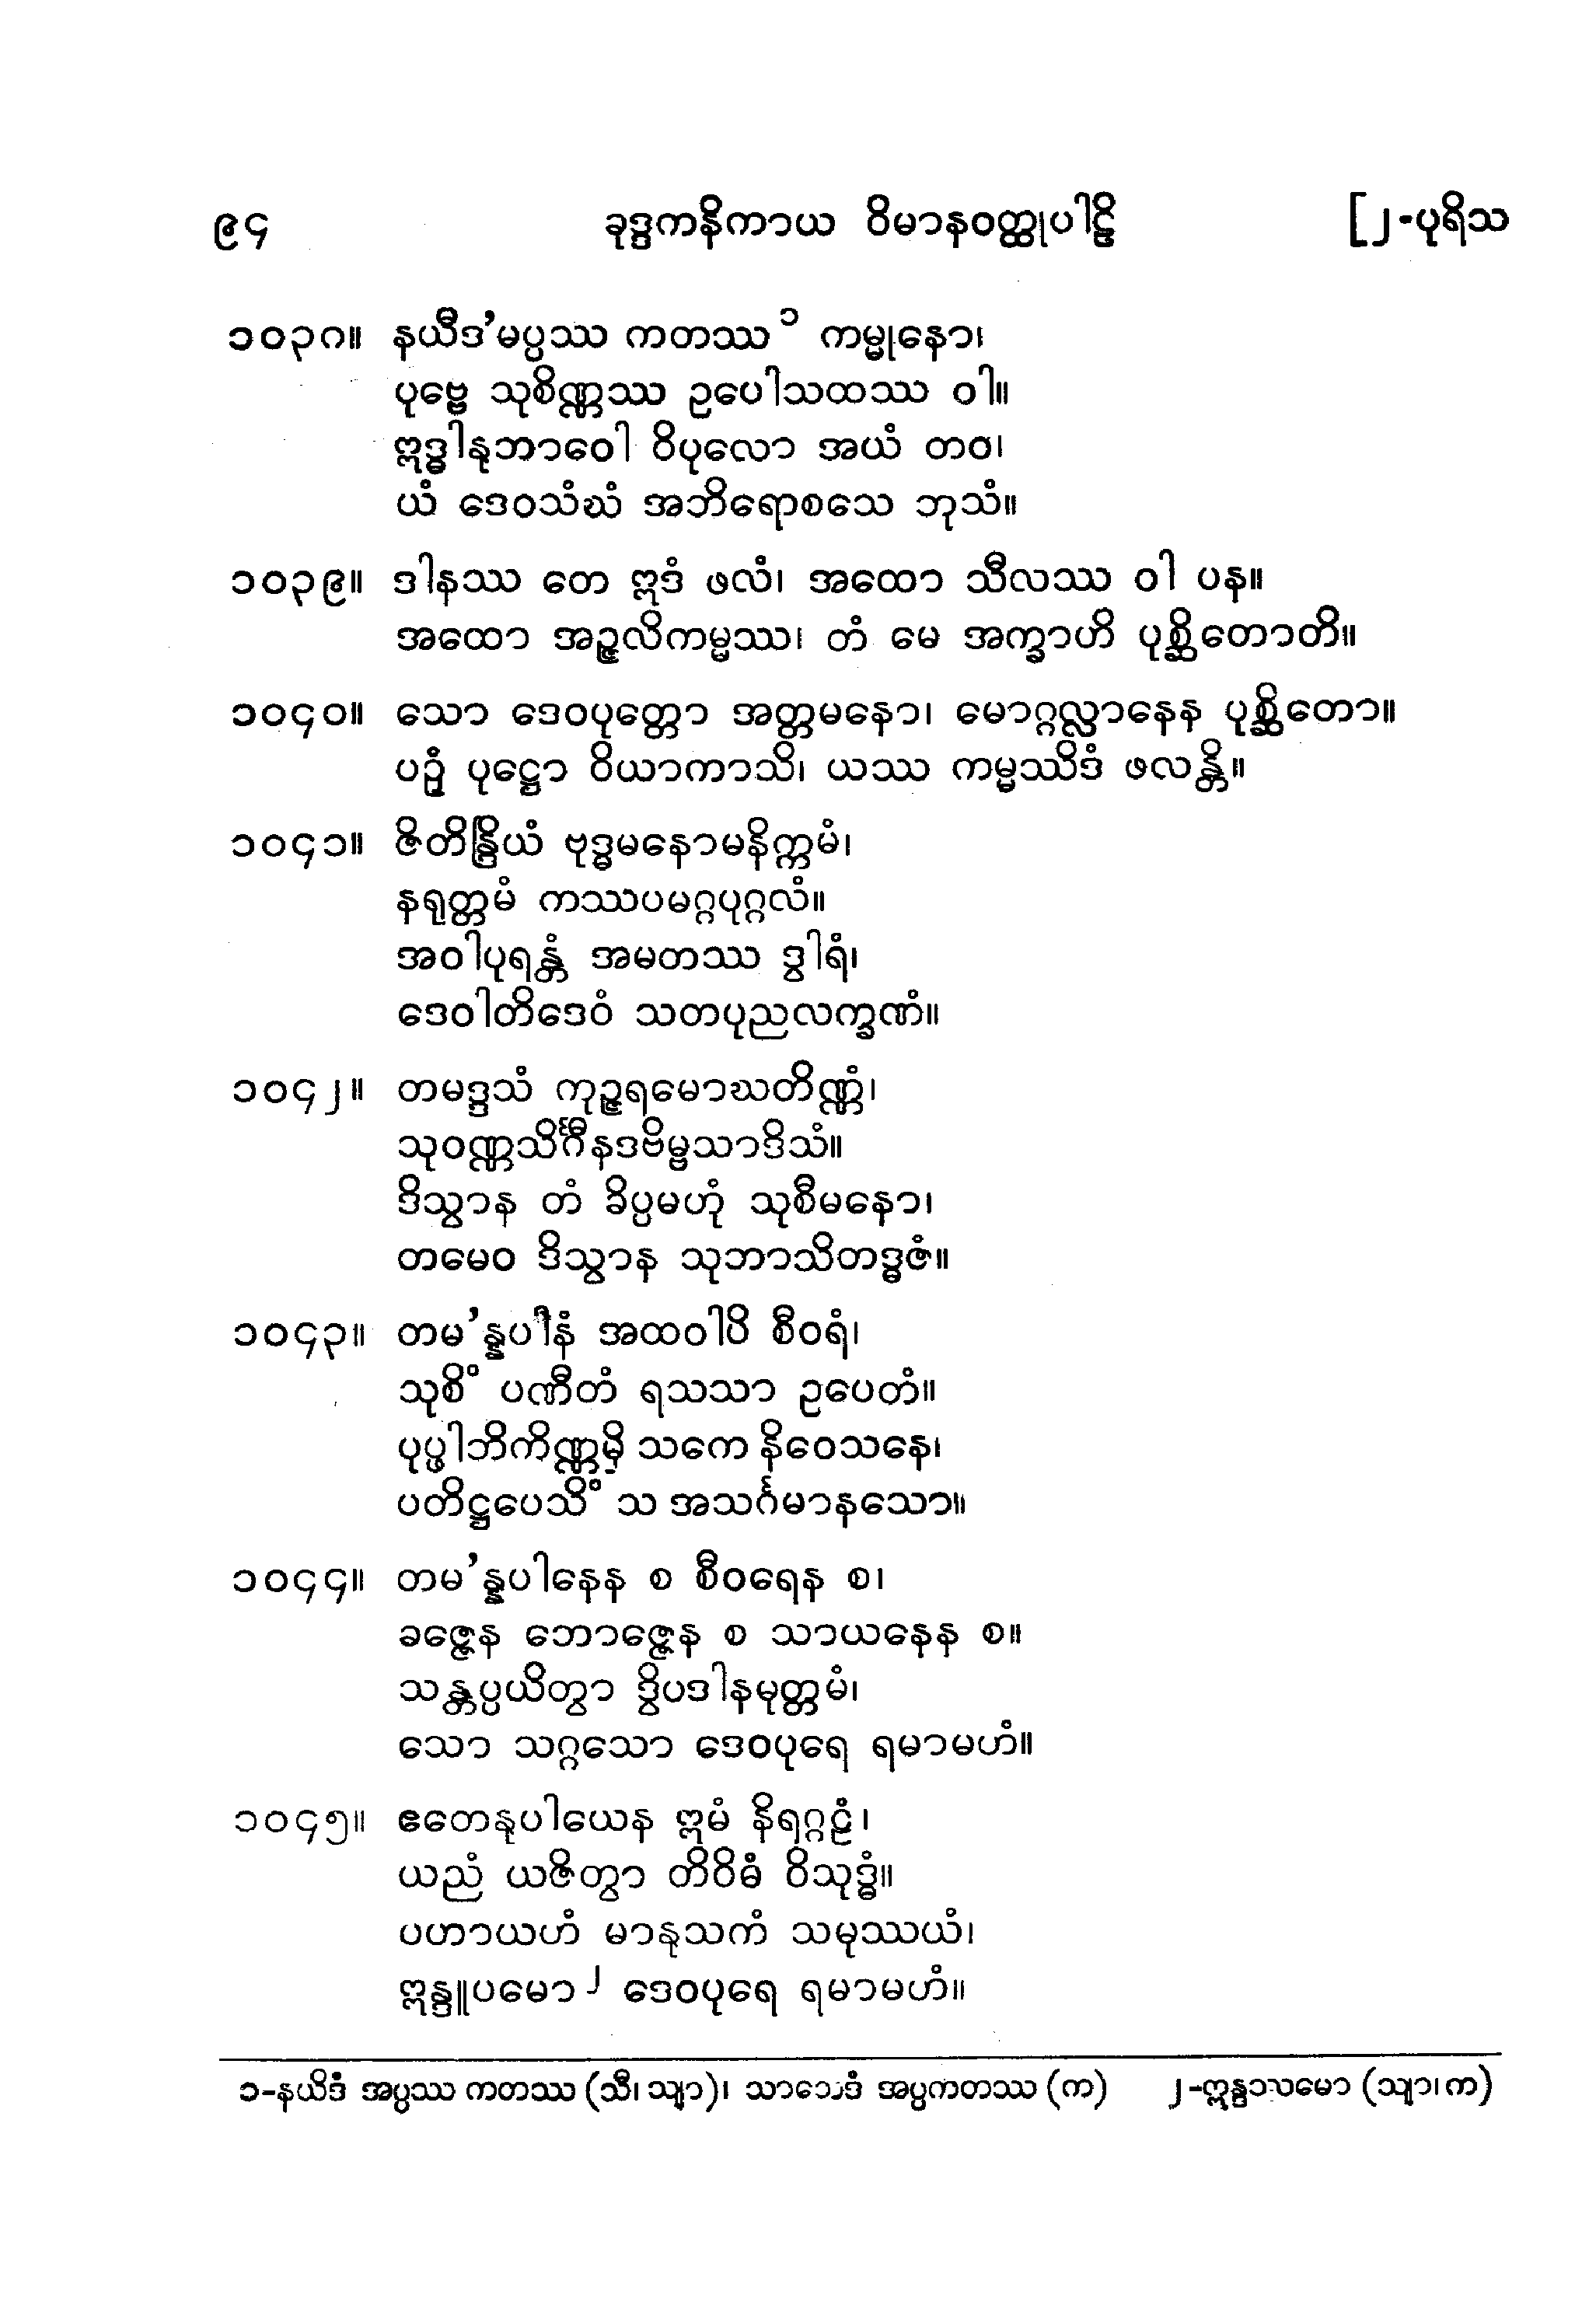 ၉၄ ခုဒ္ဒကနိကာယ ဝိမာနဝတ္ထုပါဠိ [၂-ပုရိသ
၁၀၃ဂ။ နယီဒ’မပ္ပဿ ကတဿ ၁ ကမ္မုနော၊
ပုဗ္ဗေ သုစိဏ္ဏဿ ဥပေါသထဿ ဝါ။
ဣဒ္ဓါနုဘာဝေါ ဝိပုလော အယံ တဝ၊
ယံ ဒေဝသံဃံ အဘိရောစသေ ဘုသံ။
၁၀၃၉။ ဒါနဿ တေ ဣဒံ ဖလံ၊ အထော သီလဿ ဝါ ပန။
အထော အဉ္ဇလိကမ္မဿ၊ တံ မေ အက္ခာဟိ ပုစ္ဆိတောတိ။
၁၀၄၀။ သော ဒေဝပုတ္တော အတ္တမနော၊ မောဂ္ဂလ္လာနေန ပုစ္ဆိတော။
ပဉှံ ပုဋ္ဌော ဝိယာကာသိ၊ ယဿ ကမ္မဿိဒံ ဖလန္တိ။
၁၀၄၁။ ဇိတိန္ဒြိယံ ဗုဒ္ဓမနောမနိက္ကမံ၊
နရုတ္တမံ ကဿပမဂ္ဂပုဂ္ဂလံ။
အဝါပုရန္တံ အမတဿ ဒွါရံ၊
ဒေဝါတိဒေဝံ သတပုညလက္ခဏံ။
၁၀၄၂။ တမဒ္ဒသံ ကုဉ္ဇရမောဃတိဏ္ဏံ၊
သုဝဏ္ဏသိင်္ဂီနဒဗိမ္ဗသာဒိသံ။
ဒိသွာန တံ ခိပ္ပမဟုံ သုစီမနော၊
တမေဝ ဒိသွာန သုဘာသိတဒ္ဓဇံ။
၁၀၄၃။ တမ’န္နပါနံ အထဝါပိ စီဝရံ၊
သုစိံ ပဏီတံ ရသသာ ဥပေတံ။
ပုပ္ဖါဘိကိဏ္ဏမှိ သကေ နိဝေသနေ၊
ပတိဋ္ဌပေသိံ သ အသင်္ဂမာနသော။
၁၀၄၄။ တမ’န္နပါနေန စ စီဝရေန စ၊
ခဇ္ဇေန ဘောဇ္ဇေန စ သာယနေန စ။
သန္တပ္ပယိတွာ ဒွိပဒါနမုတ္တမံ၊
သော သဂ္ဂသော ဒေဝပုရေ ရမာမဟံ။
၁၀၄၅။ ဧတေနုပါယေန ဣမံ နိရဂ္ဂဠံ၊
ယညံ ယဇိတွာ တိဝိဓံ ဝိသုဒ္ဓံ။
ပဟာယဟံ မာနုသကံ သမုဿယံ၊
ဣန္ဒူပမော ၂ ဒေဝပုရေ ရမာမဟံ။
၁-နယိဒံ အပ္ပဿ ကတဿ (သီ၊ သျာ)၊ အပ္ပကတဿ (က) ၂- (သျာ၊ က)